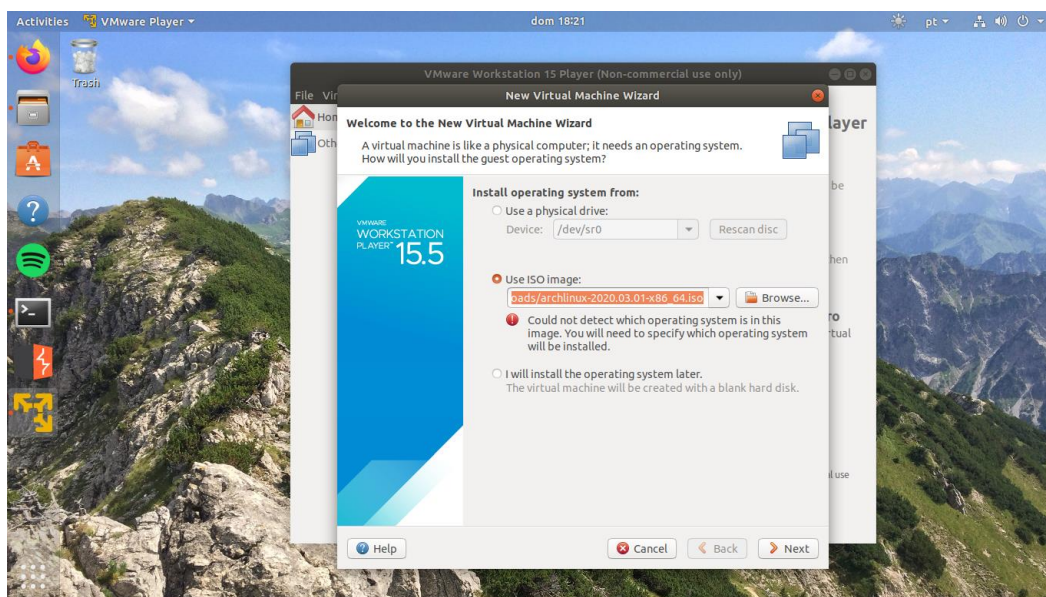 Activities
VMware Player
dom 18:21
pt
Trash
VMware Workstation 15 Player (Non-commercial use only)
File Vir
New Virtual Machine Wizard
Hom
Oth
layer
Welcome to the New Virtual Machine Wizard
A virtual machine is like a physical computer; it needs an operating system.
How will you install the guest operating system?
be
hen
ro
rtual
al use
VMWARE
WORKSTATION
PLAYER™
15.5
Install operating system from:
Use a physical drive:
Device: /dev/sr0
Rescan disc
Use ISO image:
oads/archlinux-2020.03.01-x86_64.iso
Browse...
Could not detect which operating system is in this
image. You will need to specify which operating system
will be installed.
I will install the operating system later.
The virtual machine will be created with a blank hard disk.
Help
Cancel
Back
Next